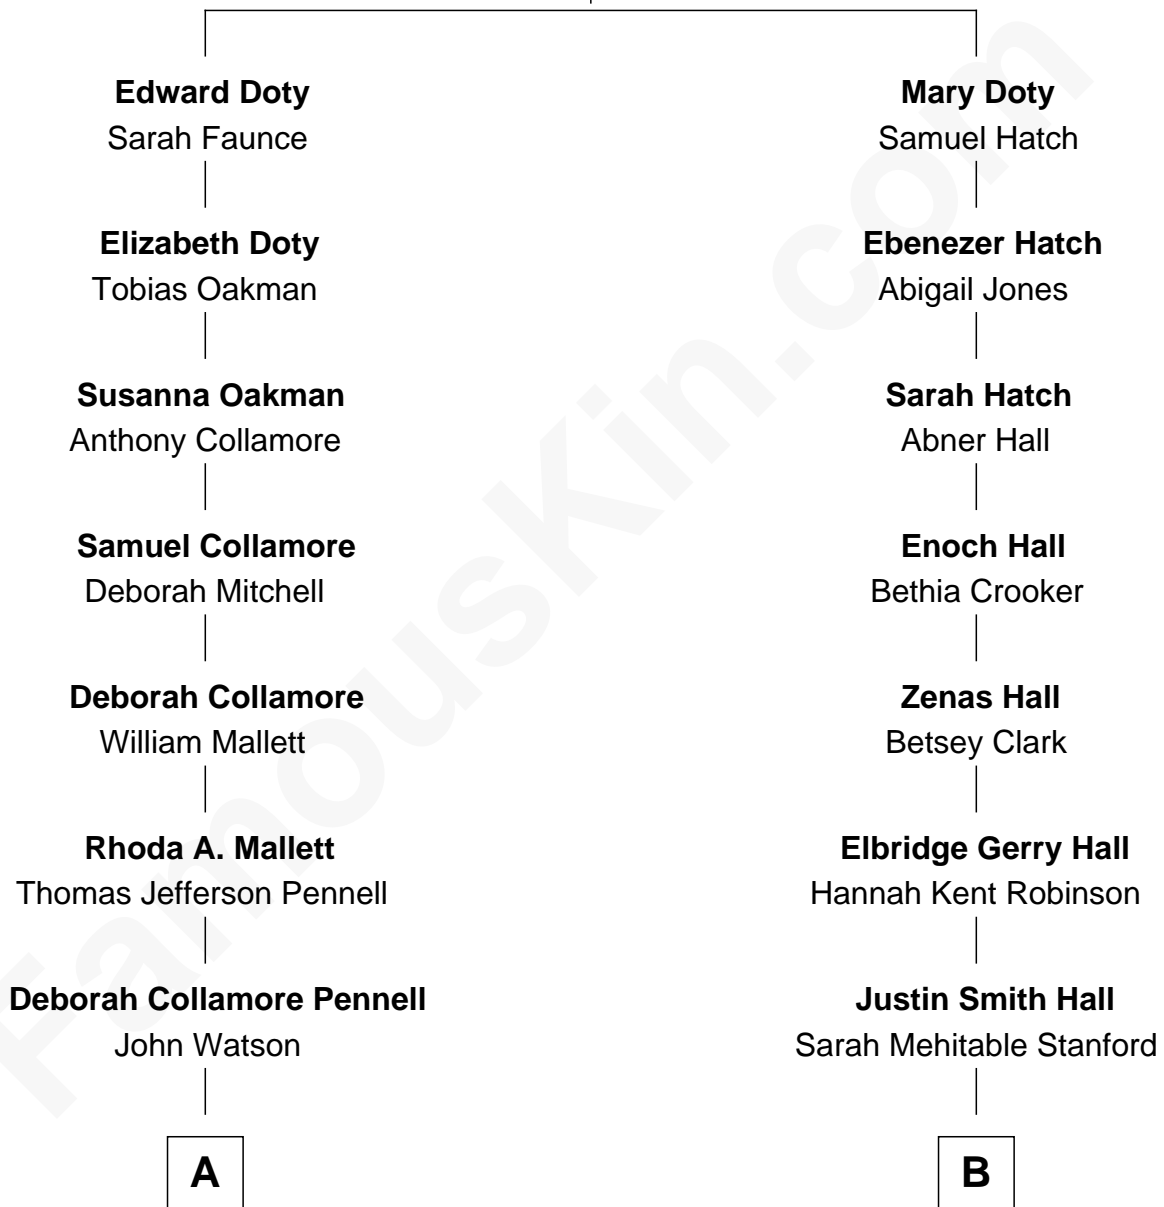 Edward Doty
Sarah Faunce
Elizabeth Doty
Tobias Oakman
Susanna Oakman
Anthony Collamore
Samuel Collamore
Deborah Mitchell
Deborah Collamore
William Mallett
Rhoda A. Mallett
Thomas Jefferson Pennell
Deborah Collamore Pennell
John Watson
A
Mary Doty
Samuel Hatch
Ebenezer Hatch
Abigail Jones
Sarah Hatch
Abner Hall
Enoch Hall
Bethia Crooker
Zenas Hall
Betsey Clark
Elbridge Gerry Hall
Hannah Kent Robinson
Justin Smith Hall
Sarah Mehitable Stanford
B
FamousKin.com